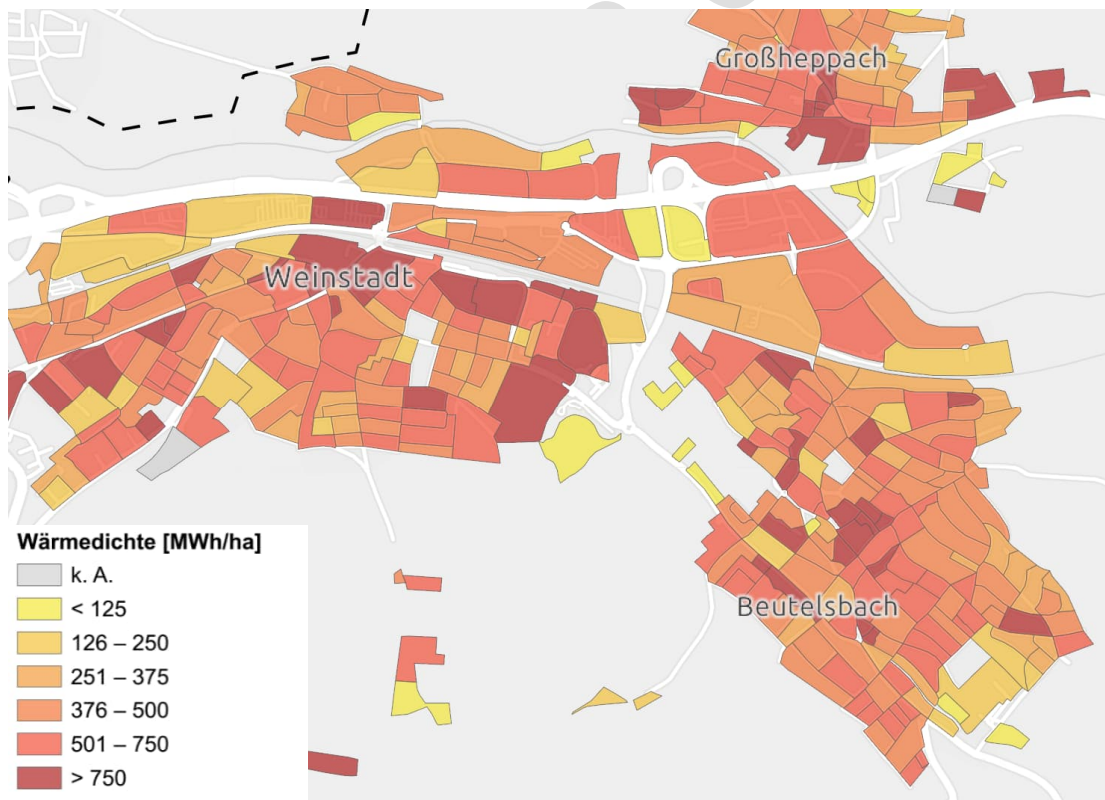 Großheppach
Weinstadt
Beutelsbach
Wärmedichte [MWh/ha]
k. A.
< 125
126 – 250
251 – 375
376 – 500
501 – 750
> 750